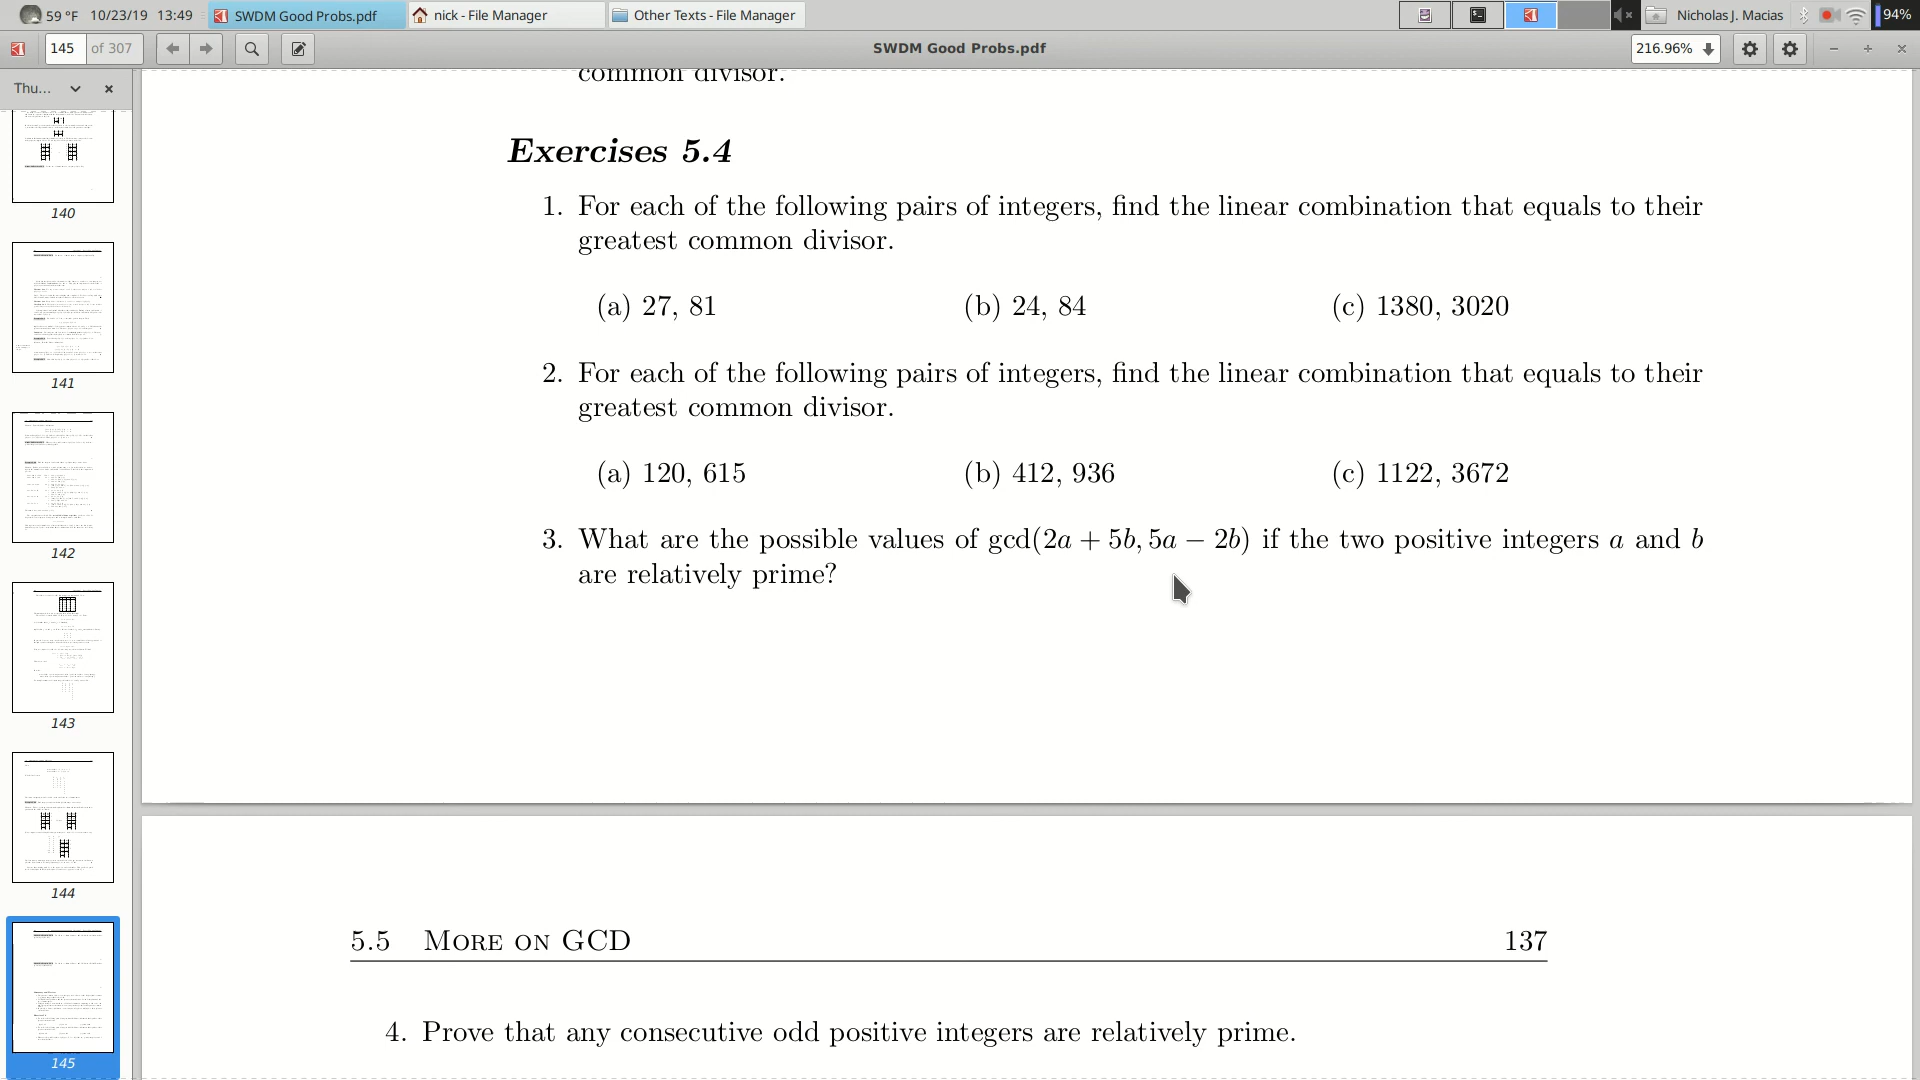 59 °F 10/23/19 13:49 SWDM Good Probs.pdf nick - File Manager Other Texts - File Manager Nicholas J. Macias 94%
145 of 307 SWDM Good Probs.pdf 216.96%
Thu...
common divisor.
Exercises 5.4
1. For each of the following pairs of integers, find the linear combination that equals to their
greatest common divisor.
(a) 27, 81 (b) 24, 84 (c) 1380, 3020
2. For each of the following pairs of integers, find the linear combination that equals to their
greatest common divisor.
(a) 120, 615 (b) 412, 936 (c) 1122, 3672
3. What are the possible values of gcd(2a + 5b, 5a − 2b) if the two positive integers a and b
are relatively prime?
5.5 More on GCD 137
4. Prove that any consecutive odd positive integers are relatively prime.
140
141
142
143
144
145